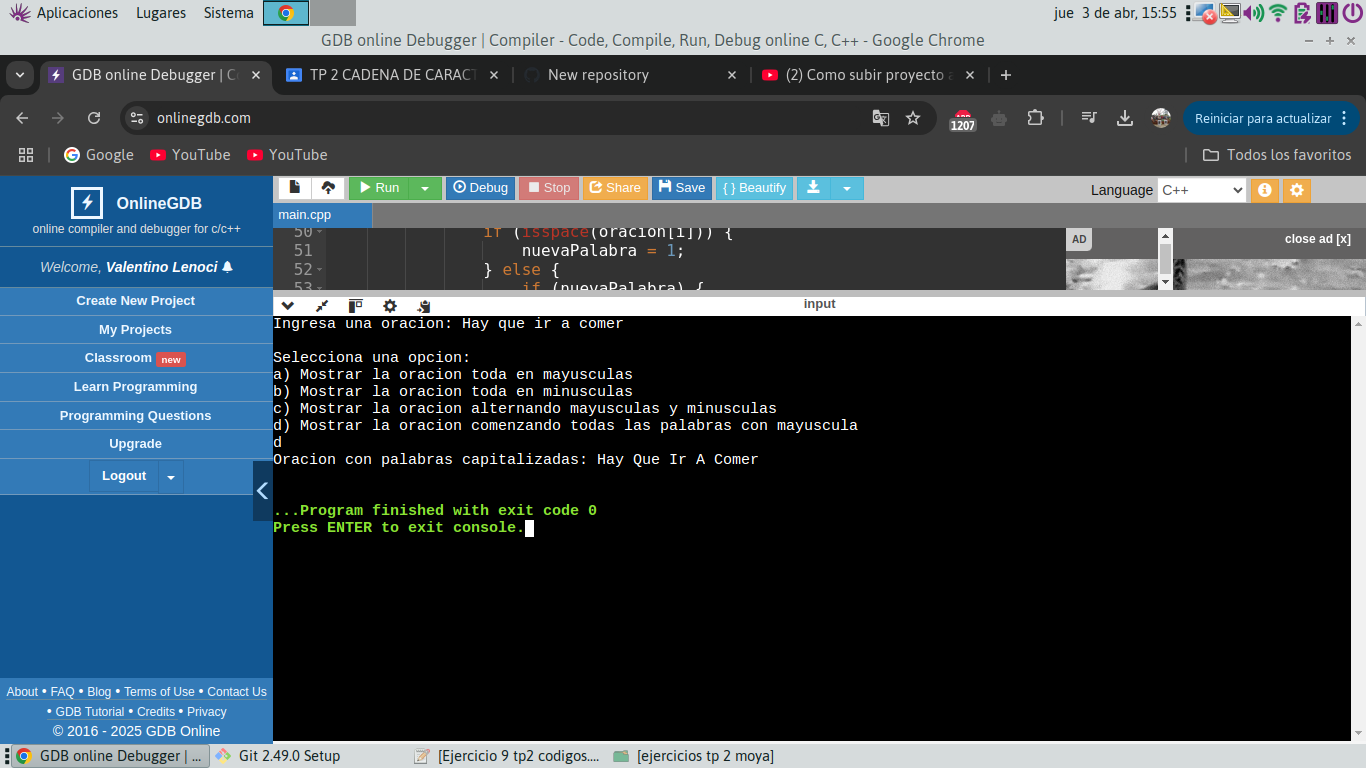 Aplicaciones Lugares Sistema
jue 3 de abr, 15:55
GDB online Debugger | Compiler - Code, Compile, Run, Debug online C, C++ - Google Chrome
GDB online Debugger | C
TP 2 CADENA DE CARACT
New repository
(2) Como subir proyecto a
onlinegdb.com
1207
Reiniciar para actualizar
Google YouTube YouTube
Todos los favoritos
OnlineGDB
online compiler and debugger for c/c++
Welcome, Valentino Lenoci
Create New Project
My Projects
Classroom new
Learn Programming
Programming Questions
Upgrade
Logout
About • FAQ • Blog • Terms of Use • Contact Us
• GDB Tutorial • Credits • Privacy
© 2016 - 2025 GDB Online
Run Debug Stop Share Save { } Beautify
Language C++
main.cpp
50 if (isspace(oracion[i])) {
51 nuevaPalabra = 1;
52 } else {
53 if (nuevaPalabra) {
AD
close ad [x]
input
Ingresa una oracion: Hay que ir a comer
Selecciona una opcion:
a) Mostrar la oracion toda en mayusculas
b) Mostrar la oracion toda en minusculas
c) Mostrar la oracion alternando mayusculas y minusculas
d) Mostrar la oracion comenzando todas las palabras con mayuscula
d
Oracion con palabras capitalizadas: Hay Que Ir A Comer
...Program finished with exit code 0
Press ENTER to exit console.
GDB online Debugger | ...
Git 2.49.0 Setup
[Ejercicio 9 tp2 codigos....
[ejercicios tp 2 moya]